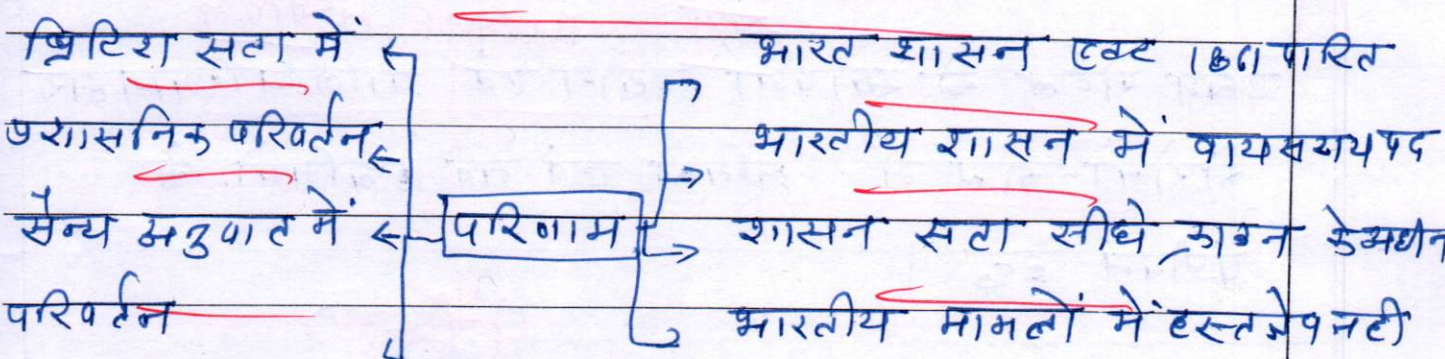 ब्रिटिश सत्ता में
प्रशासनिक परिवर्तन
सैन्य अनुपात में
परिवर्तन
परिणाम
भारत शासन एक्ट 1861 पारित
भारतीय शासन में वायसराय पद
शासन सत्ता सीधे क्राउन के अधीन
भारतीय मामलों में हस्तक्षेप नही